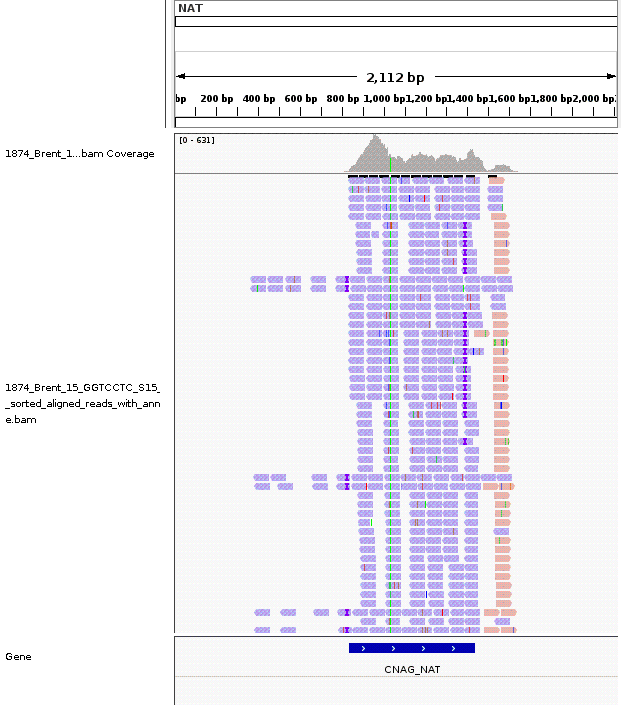 NAT
2,112 bp
bp 200 bp 400 bp 600 bp 800 bp 1,000 bp 1,200 bp 1,400 bp 1,600 bp 1,800 bp 2,000 bp
[0 - 631]
1874_Brent_1...bam Coverage
1874_Brent_15_GGTCCTC_S15_
_sorted_aligned_reads_with_ann
e.bam
Gene
CNAG_NAT